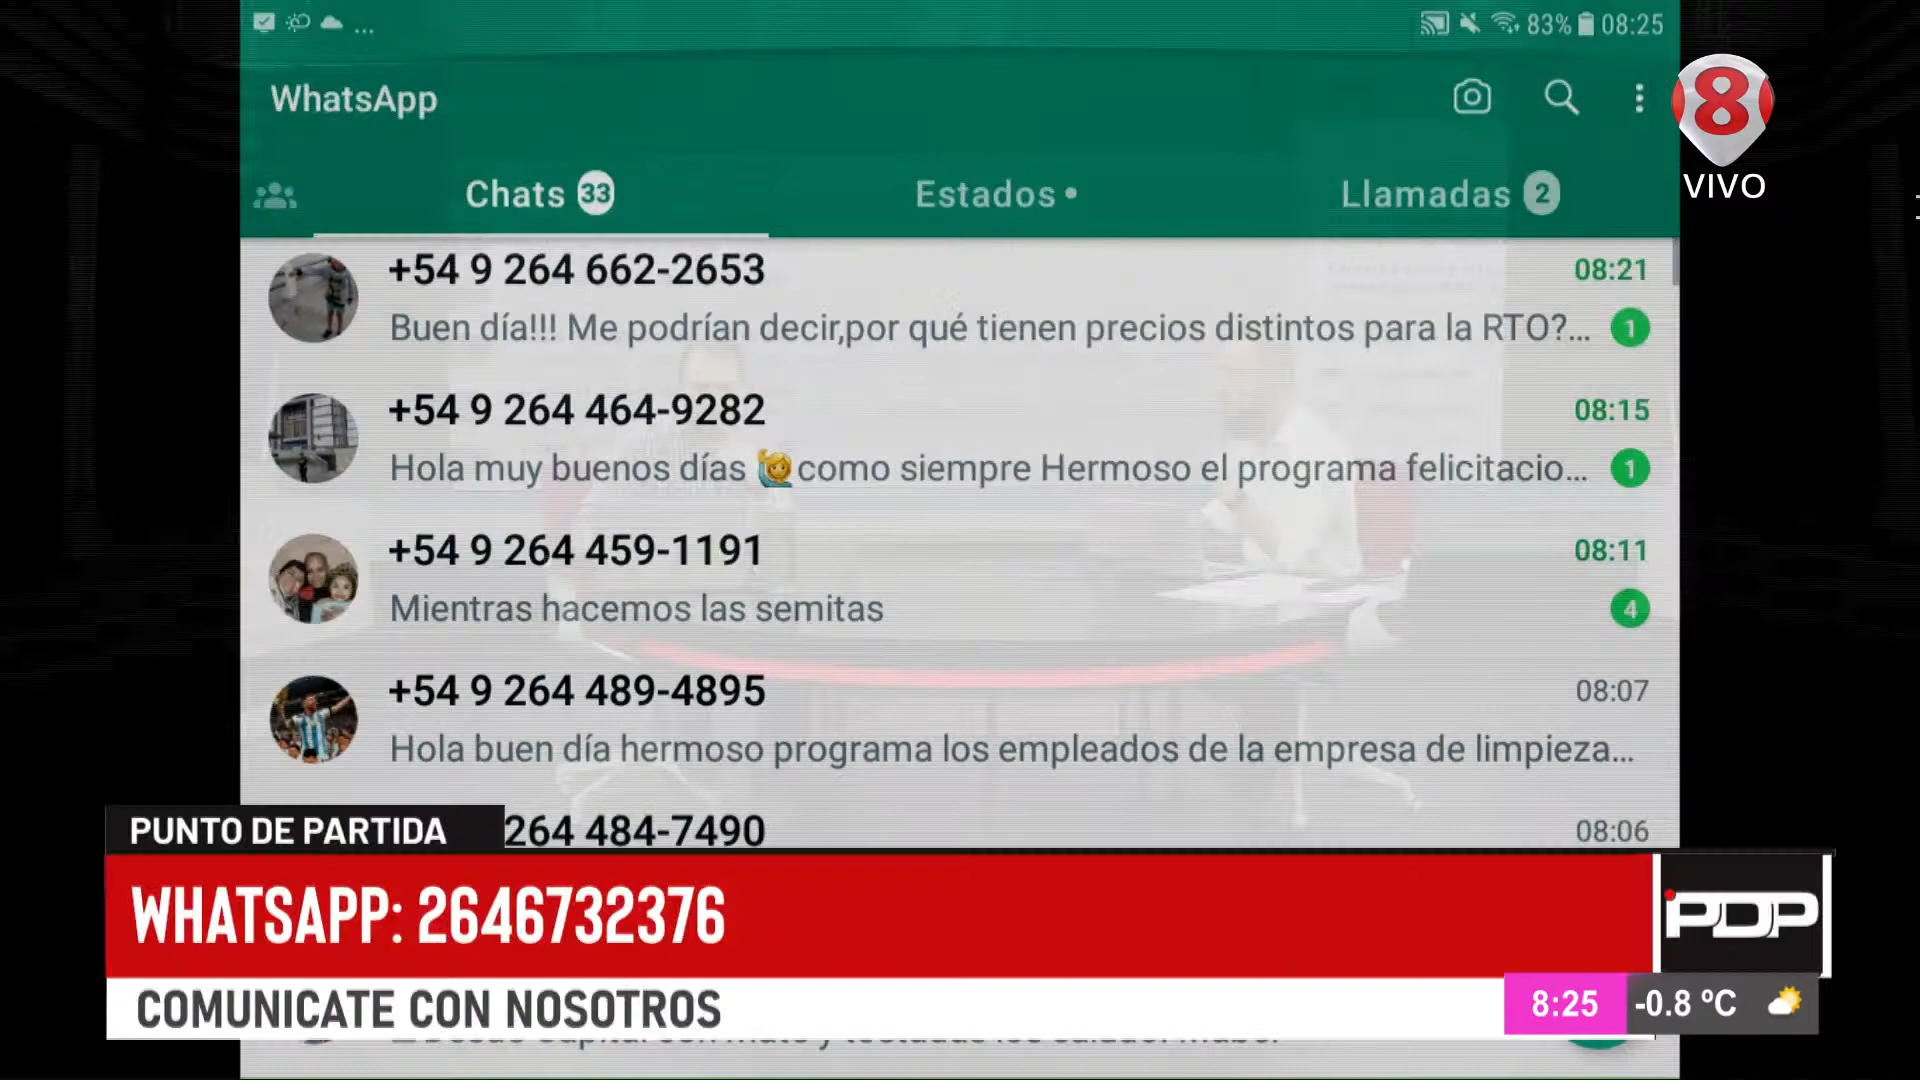 ... 83% 08:25
WhatsApp
8
VIVO
Chats 33 Estados • Llamadas 2
+54 9 264 662-2653 08:21
Buen día!!! Me podrían decir,por qué tienen precios distintos para la RTO?... 1
+54 9 264 464-9282 08:15
Hola muy buenos días 🙋como siempre Hermoso el programa felicitacio... 1
+54 9 264 459-1191 08:11
Mientras hacemos las semitas 4
+54 9 264 489-4895 08:07
Hola buen día hermoso programa los empleados de la empresa de limpieza...
264 484-7490 08:06
PUNTO DE PARTIDA
WHATSAPP: 2646732376
PDP
COMUNICATE CON NOSOTROS
8:25 -0.8 ºC